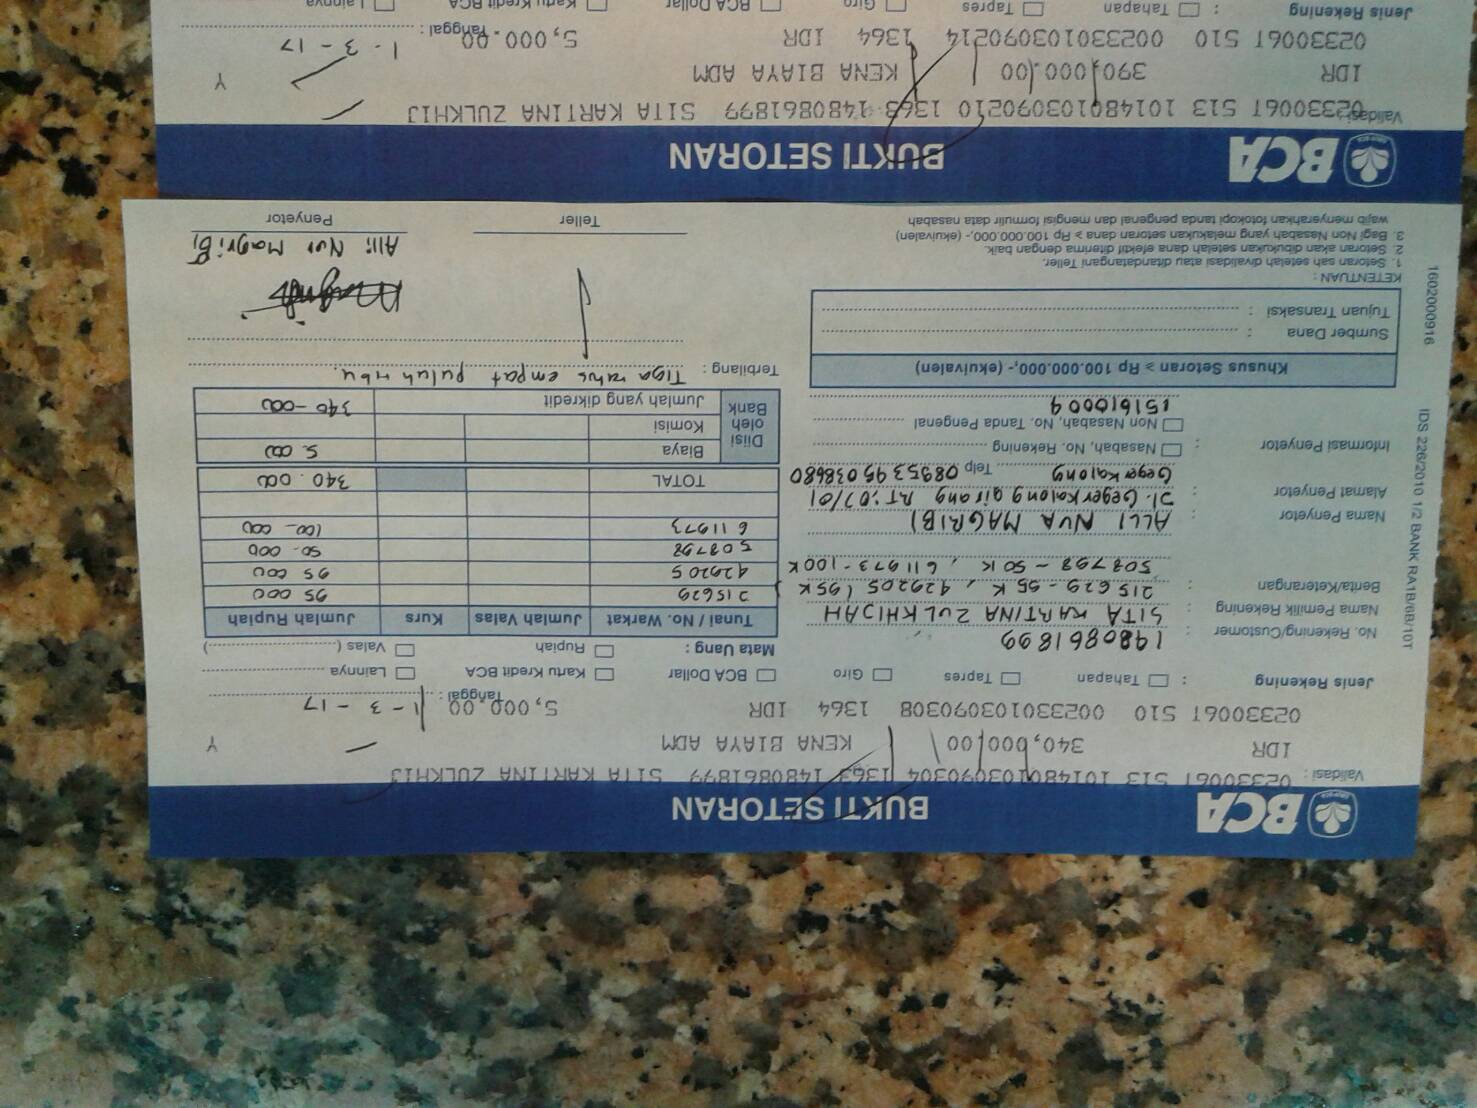 BCA BUKTI SETORAN
Validasi : 0233006T S13 101480103090304 1363 1480861899 SITA KARTINA ZULKHIJ
IDR 340,000.00 KENA BIAYA ADM Y
0233006T S10 002330103090308 1364 IDR 5,000.00
Tanggal : 1-3-17
Jenis Rekening : Tahapan Tapres Giro BCA Dollar Kartu Kredit BCA Lainnya
Mata Uang : Rupiah Valas (....)
No. Rekening/Customer : 1480861899
Nama Pemilik Rekening : SITA KARTINA ZULKHIJAH
Berita/Keterangan : 215629-95K, 429205 (95K)
508798-50K, 611973-100K
Nama Penyetor : ALLI NUR MAGRIBI
Alamat Penyetor : Jl. Gegerkalong girang RT:07/01
Gegerkalong Telp 0895395038680
Informasi Penyetor : Nasabah, No. Rekening
Non Nasabah, No. Tanda Pengenal
151610009
Tunai / No. Warkat Jumlah Valas Kurs Jumlah Rupiah
215629 95 000
429205 95 000
508798 50-000
611973 100-000
TOTAL 340.000
Diisi oleh Bank
Biaya 5.000
Komisi
Jumlah yang dikredit 340-000
Terbilang : Tiga ratus empat puluh ribu.
Khusus Setoran ≥ Rp 100.000.000,- (ekuivalen)
Sumber Dana :
Tujuan Transaksi :
KETENTUAN :
1. Setoran sah setelah divalidasi atau ditandatangani Teller.
2. Setoran akan dibukukan setelah dana efektif diterima dengan baik.
3. Bagi Non Nasabah yang melakukan setoran dana ≥ Rp 100.000.000,- (ekuivalen)
wajib menyerahkan fotokopi tanda pengenal dan mengisi formulir data nasabah
Magribi
Alli Nur Magribi
Teller Penyetor
IDS 226/2010 1/2 BANK RA1B/6B/10T
1602000916
BCA BUKTI SETORAN
Validasi : 0233006T S13 101480103090210 1363 1480861899 SITA KARTINA ZULKHIJ
IDR 390,000.00 KENA BIAYA ADM Y
0233006T S10 002330103090214 1364 IDR 5,000.00
Tanggal : 1-3-17
Jenis Rekening : Tahapan Tapres Giro BCA Dollar Kartu Kredit BCA Lainnya